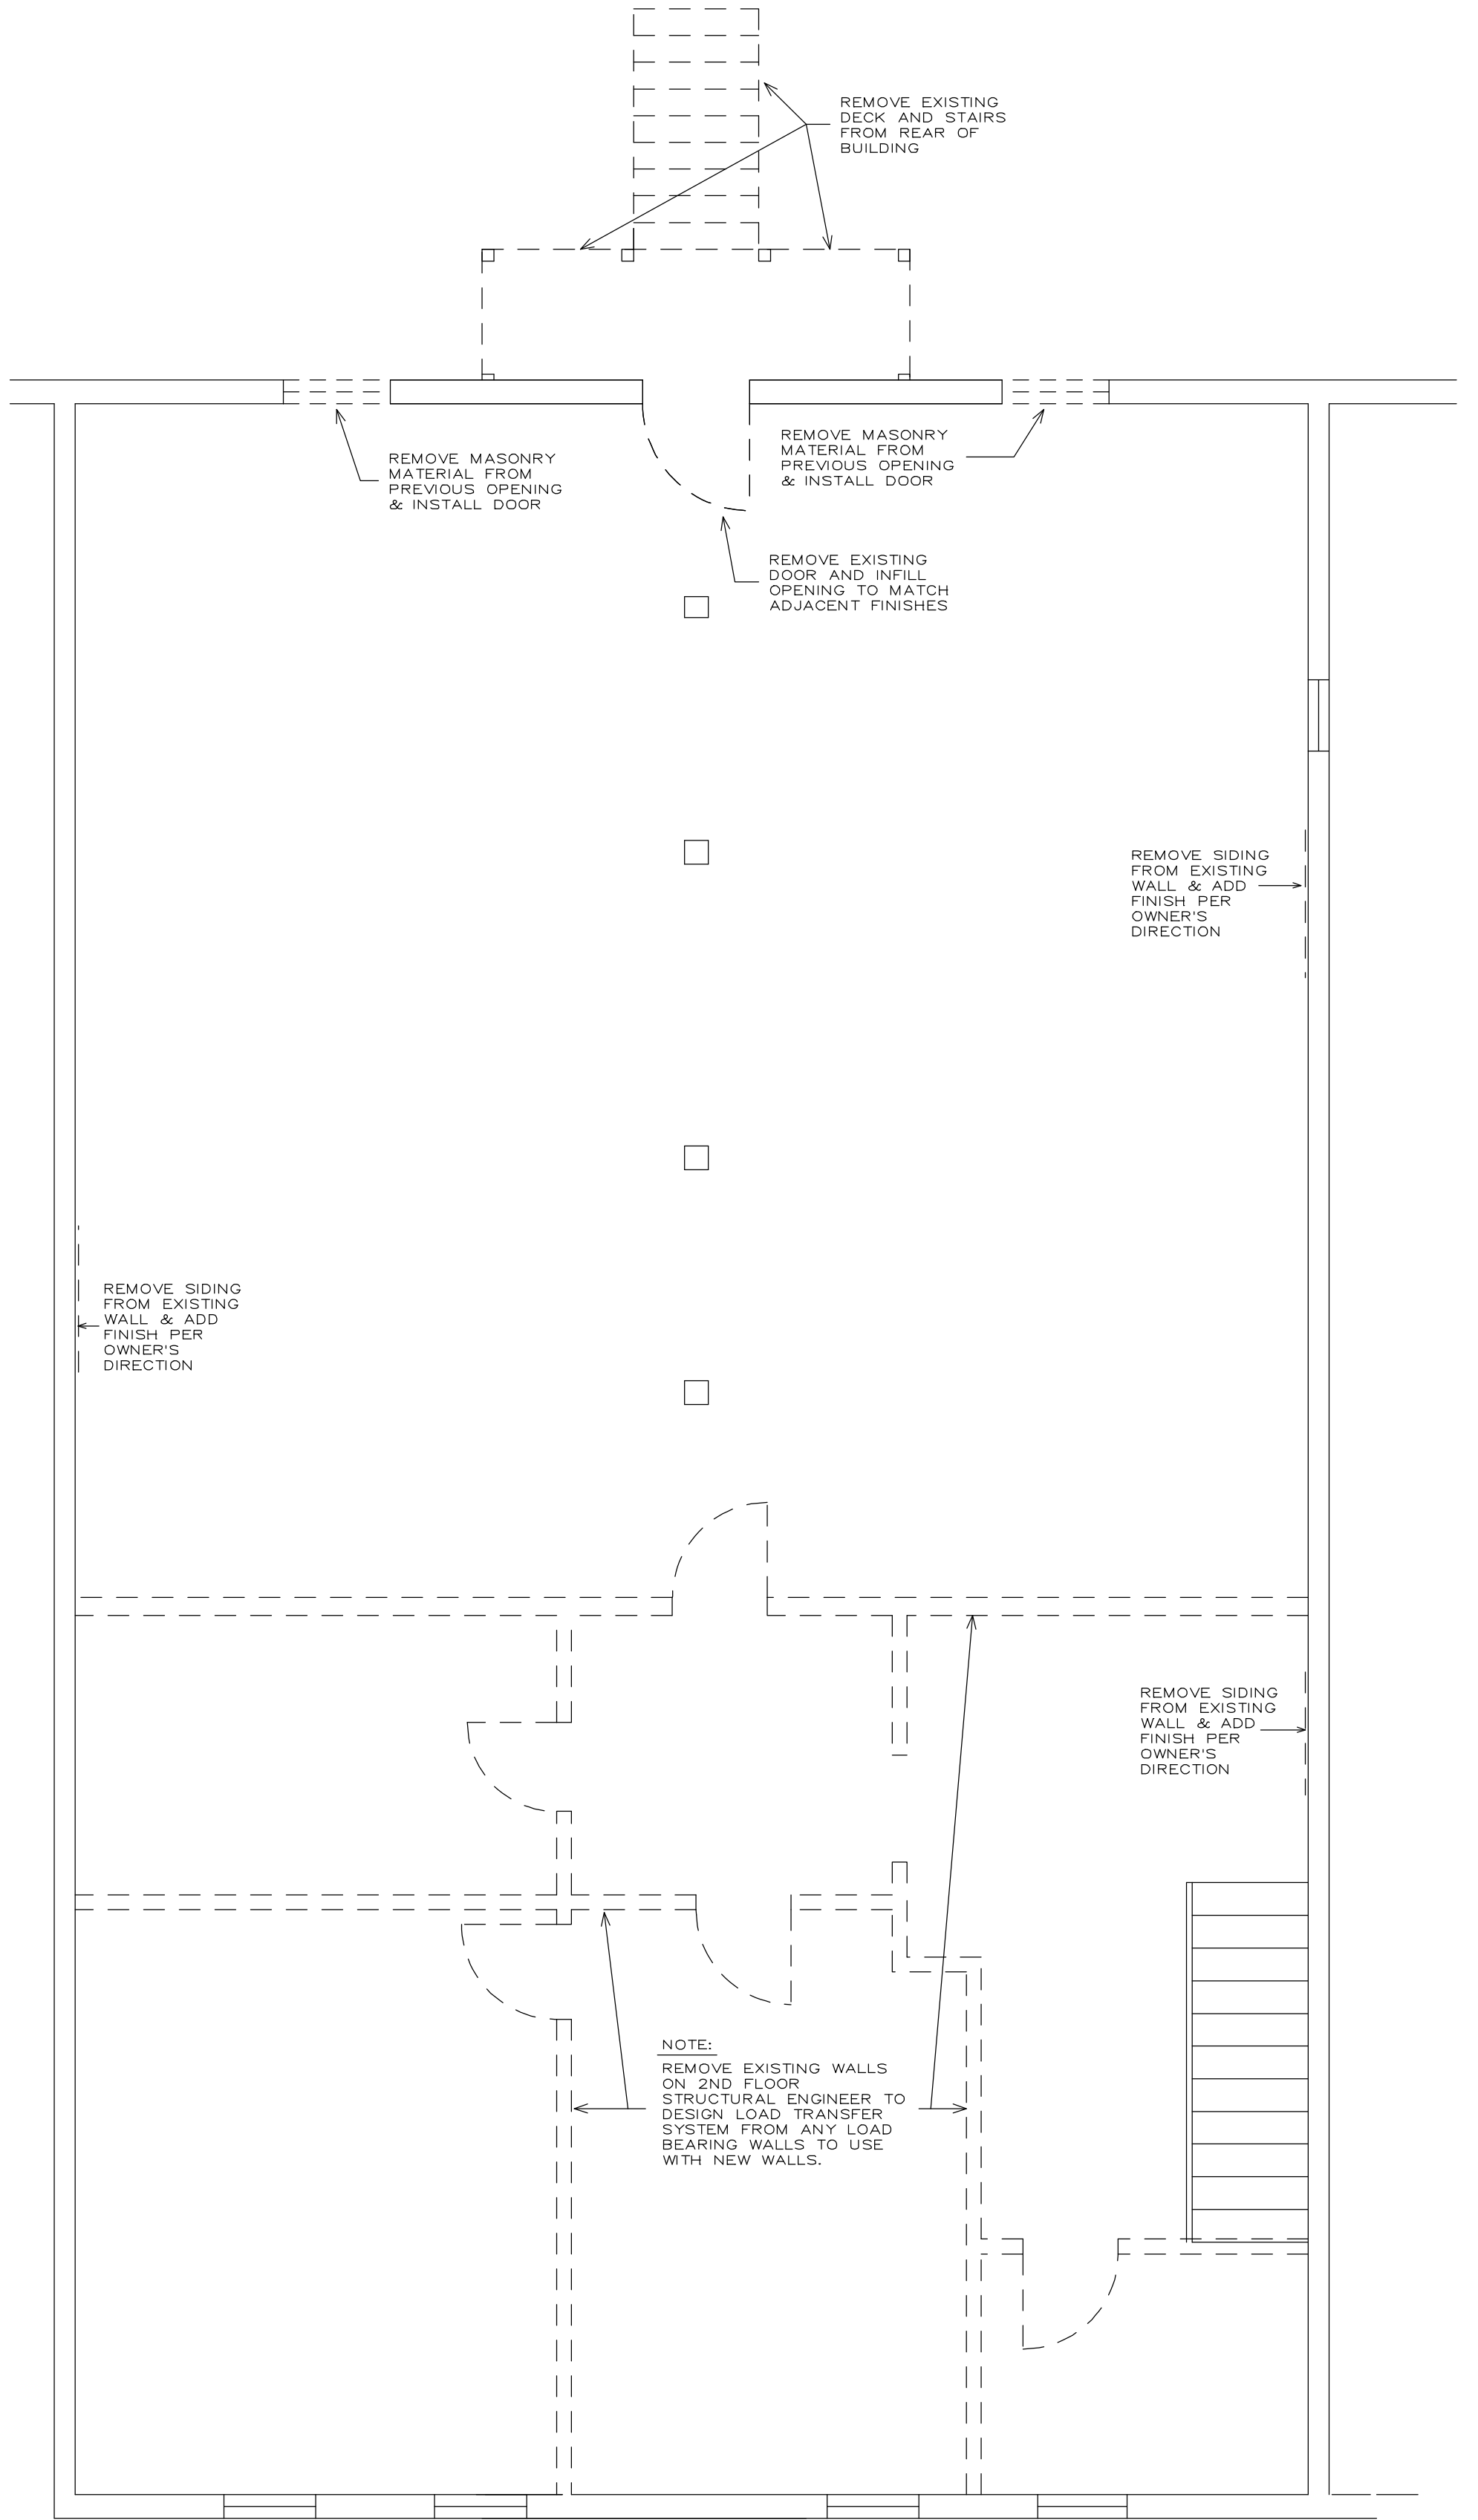 REMOVE EXISTING
DECK AND STAIRS
FROM REAR OF
BUILDING
REMOVE MASONRY
MATERIAL FROM
PREVIOUS OPENING
& INSTALL DOOR
REMOVE MASONRY
MATERIAL FROM
PREVIOUS OPENING
& INSTALL DOOR
REMOVE EXISTING
DOOR AND INFILL
OPENING TO MATCH
ADJACENT FINISHES
REMOVE SIDING
FROM EXISTING
WALL & ADD
FINISH PER
OWNER'S
DIRECTION
REMOVE SIDING
FROM EXISTING
WALL & ADD
FINISH PER
OWNER'S
DIRECTION
REMOVE SIDING
FROM EXISTING
WALL & ADD
FINISH PER
OWNER'S
DIRECTION
NOTE:
REMOVE EXISTING WALLS
ON 2ND FLOOR
STRUCTURAL ENGINEER TO
DESIGN LOAD TRANSFER
SYSTEM FROM ANY LOAD
BEARING WALLS TO USE
WITH NEW WALLS.